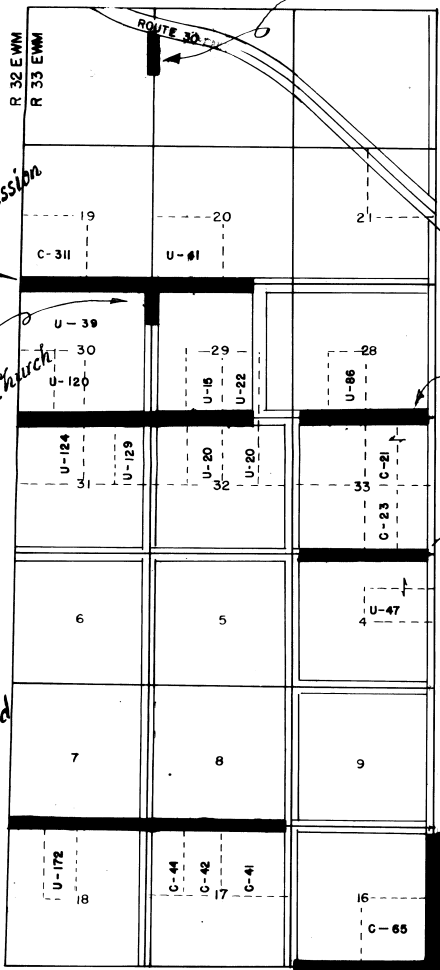 R 32 EWM
R 33 EWM
ROUTE 30
19
20
21
C-311
U-41
U-39
Church
30
29
28
U-120
U-15
U-22
U-86
U-124
U-129
U-20
U-20
C-21
31
32
33
C-23
U-47
6
5
4
7
8
9
U-172
C-44
C-42
C-41
18
17
16
C-65